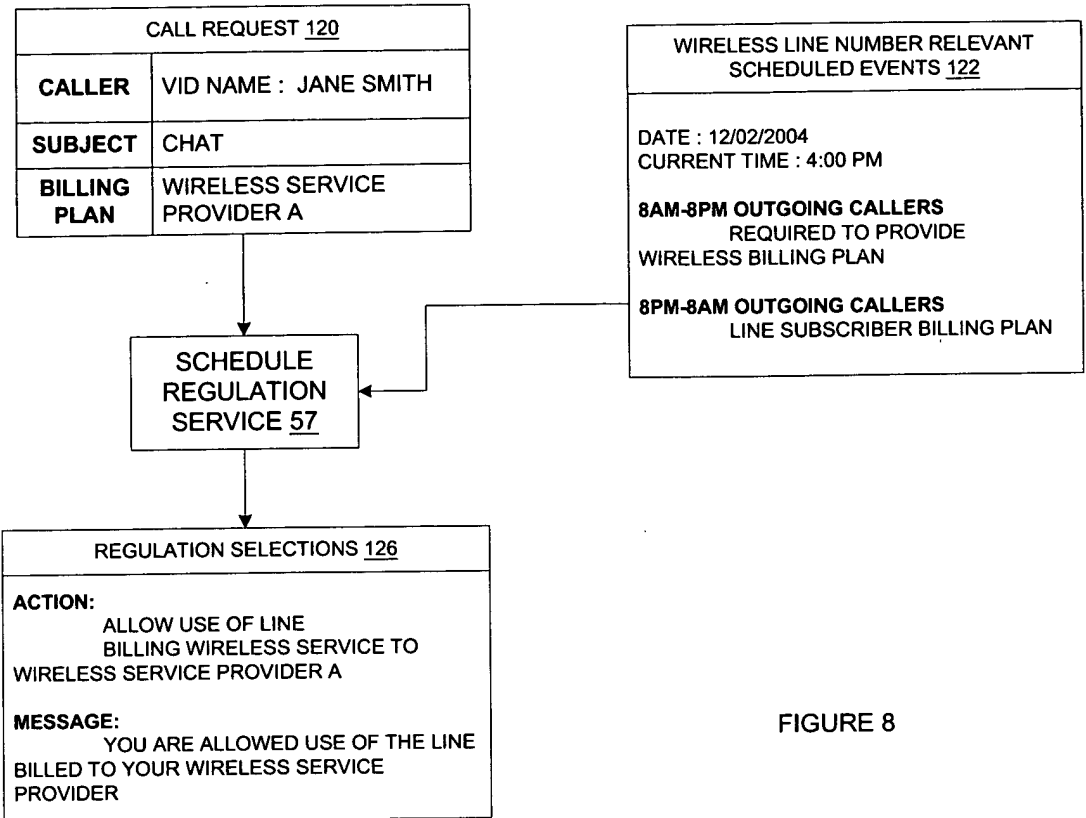 CALL REQUEST 120
CALLER
VID NAME : JANE SMITH
SUBJECT
CHAT
BILLING
PLAN
WIRELESS SERVICE
PROVIDER A
WIRELESS LINE NUMBER RELEVANT
SCHEDULED EVENTS 122
DATE : 12/02/2004
CURRENT TIME : 4:00 PM
8AM-8PM OUTGOING CALLERS
REQUIRED TO PROVIDE
WIRELESS BILLING PLAN
8PM-8AM OUTGOING CALLERS
LINE SUBSCRIBER BILLING PLAN
SCHEDULE
REGULATION
SERVICE 57
REGULATION SELECTIONS 126
ACTION:
ALLOW USE OF LINE
BILLING WIRELESS SERVICE TO
WIRELESS SERVICE PROVIDER A
MESSAGE:
YOU ARE ALLOWED USE OF THE LINE
BILLED TO YOUR WIRELESS SERVICE
PROVIDER
FIGURE 8